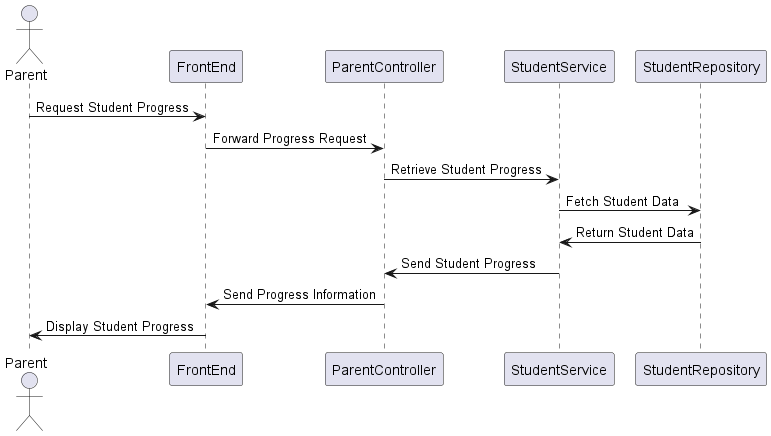 Parent
FrontEnd
ParentController
StudentService
StudentRepository
Request Student Progress
Forward Progress Request
Retrieve Student Progress
Fetch Student Data
Return Student Data
Send Student Progress
Send Progress Information
Display Student Progress
Parent
FrontEnd
ParentController
StudentService
StudentRepository